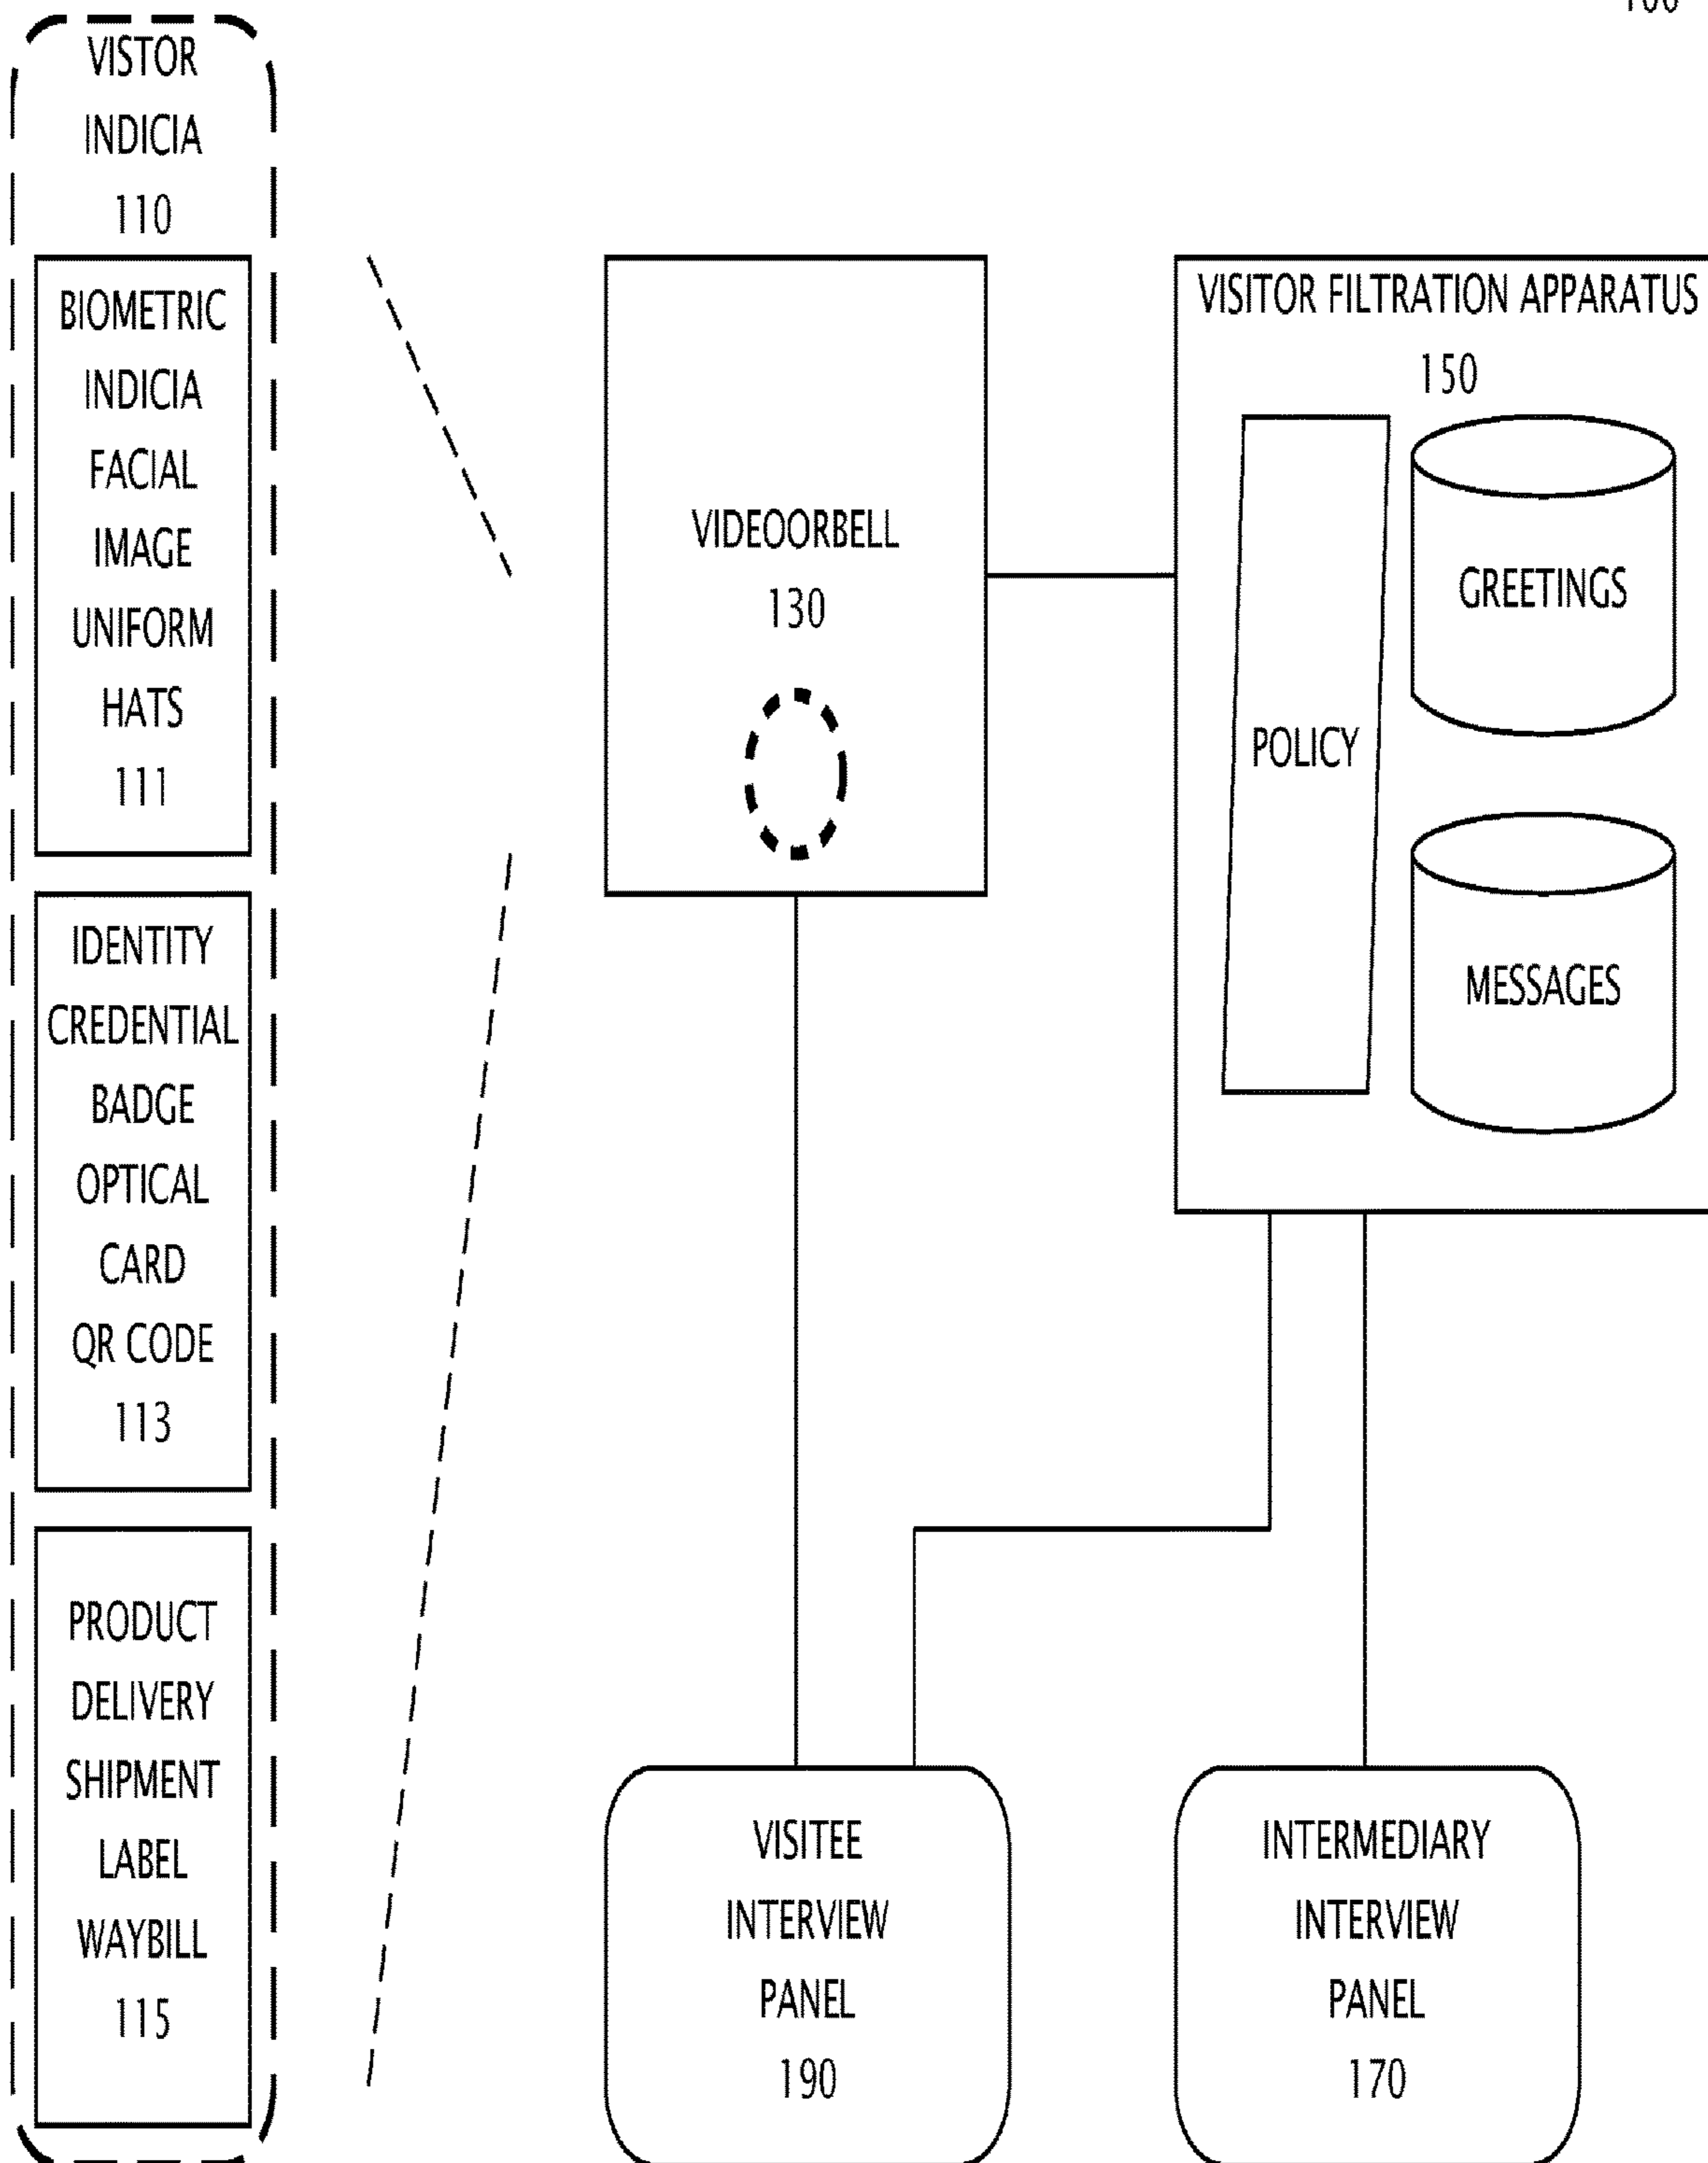 VISTOR
INDICIA
110
BIOMETRIC
INDICIA
FACIAL
IMAGE
UNIFORM
HATS
111
IDENTITY
CREDENTIAL
BADGE
OPTICAL
CARD
QR CODE
113
PRODUCT
DELIVERY
SHIPMENT
LABEL
WAYBILL
115
VIDEOORBELL
130
VISITOR FILTRATION APPARATUS
150
POLICY
GREETINGS
MESSAGES
VISITEE
INTERVIEW
PANEL
190
INTERMEDIARY
INTERVIEW
PANEL
170